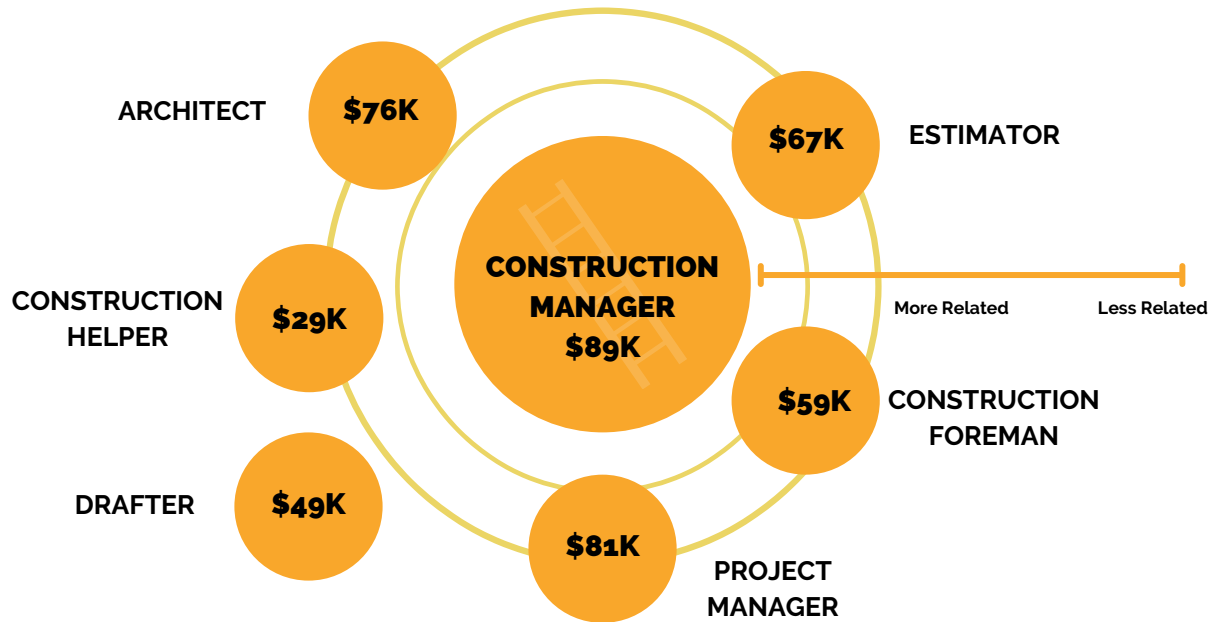 ARCHITECT
$76K
$67K
ESTIMATOR
CONSTRUCTION
MANAGER
$89K
More Related
Less Related
CONSTRUCTION
HELPER
$29K
$59K
CONSTRUCTION
FOREMAN
DRAFTER
$49K
$81K
PROJECT
MANAGER